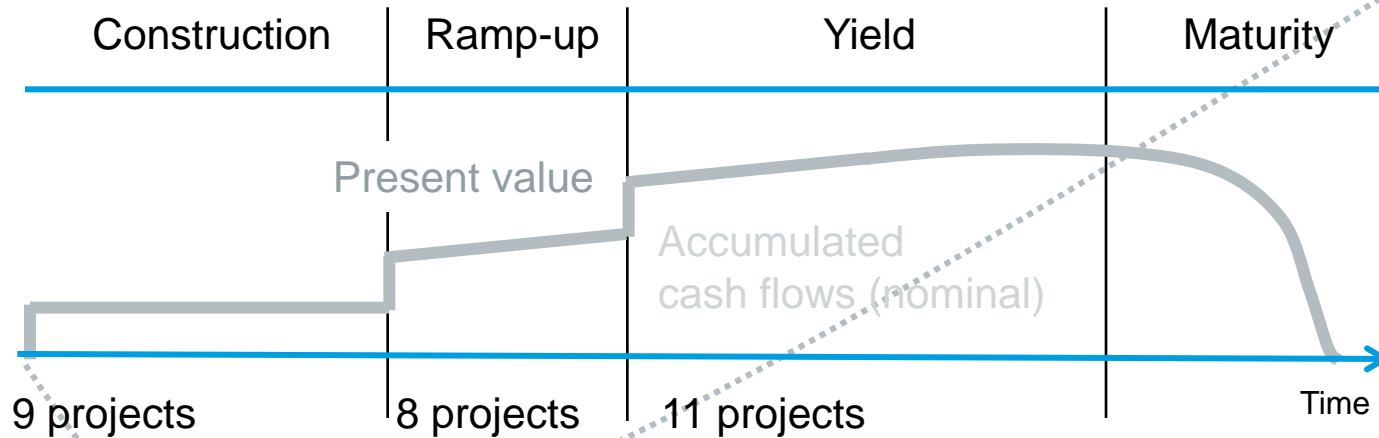 Construction
Ramp-up
Yield
Maturity
Present value
Accumulated
cash flows (nominal)
9 projects
8 projects
11 projects
Time